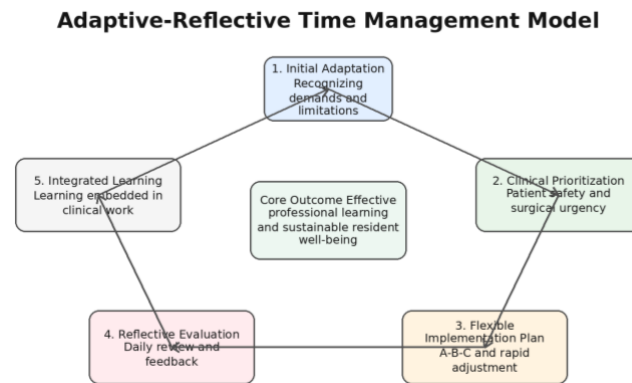 Adaptive-Reflective Time Management Model
1. Initial Adaptation
Recognizing
demands and
limitations
2. Clinical Prioritization
Patient safety and
surgical urgency
3. Flexible
Implementation Plan
A-B-C and rapid
adjustment
4. Reflective Evaluation
Daily review and
feedback
5. Integrated Learning
Learning embedded in
clinical work
Core Outcome Effective
professional learning
and sustainable resident
well-being